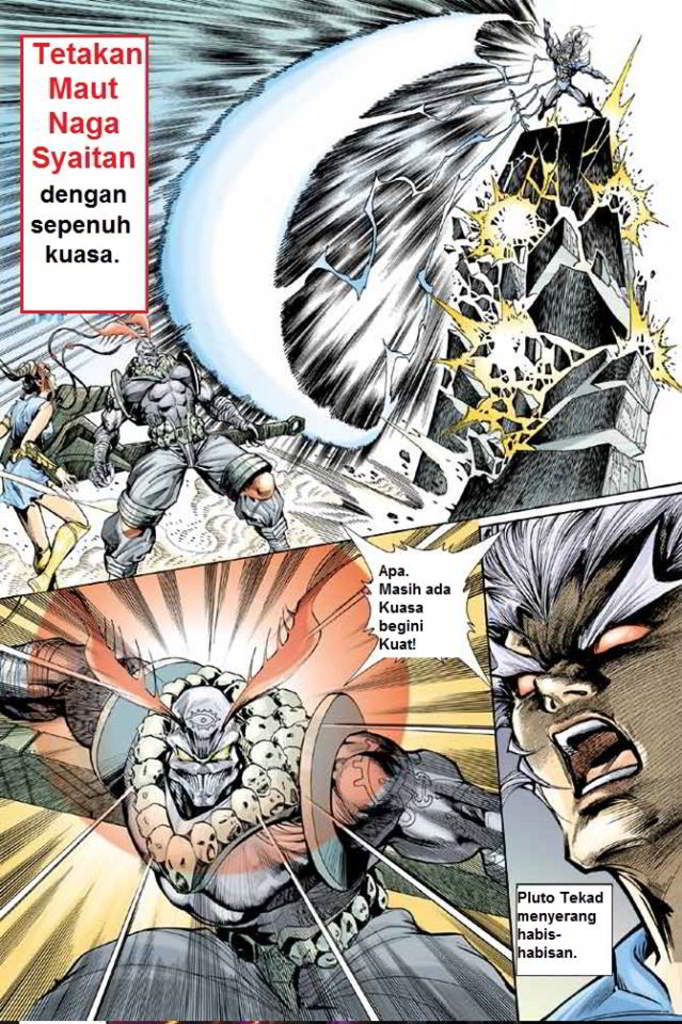 Tetakan
Maut
Naga
Syaitan
dengan
sepenuh
kuasa.
Apa.
Masih ada
Kuasa
begini
Kuat!
Pluto Tekad
menyerang
habis-
habisan.